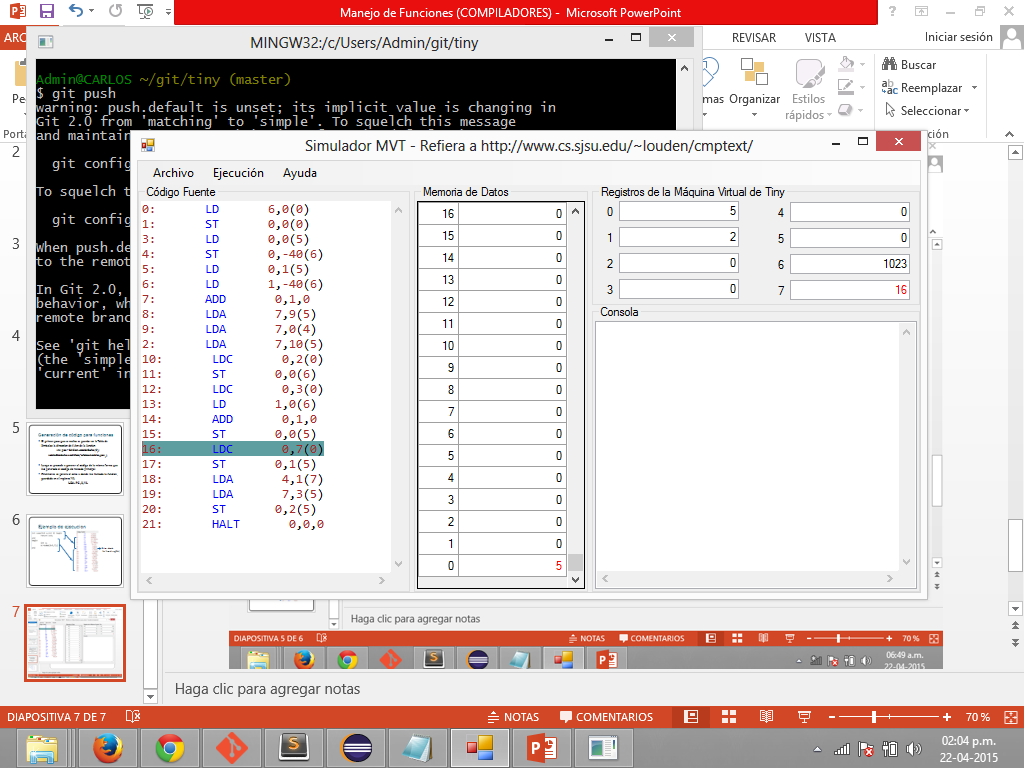 Manejo de Funciones (COMPILADORES) - Microsoft PowerPoint
REVISAR VISTA Iniciar sesión
Organizar Estilos rápidos
Buscar
Reemplazar
Seleccionar
MINGW32:/c/Users/Admin/git/tiny
Admin@CARLOS ~/git/tiny (master)
$ git push
warning: push.default is unset; its implicit value is changing in
Git 2.0 from 'matching' to 'simple'. To squelch this message
and maintain
git config
To squelch t
git config
When push.de
to the remot
In Git 2.0,
behavior, wh
remote branc
See 'git hel
(the 'simple
'current' in
Simulador MVT - Refiera a http://www.cs.sjsu.edu/~louden/cmptext/
Archivo Ejecución Ayuda
Código Fuente
0: LD 6,0(0)
1: ST 0,0(0)
3: LD 0,0(5)
4: ST 0,-40(6)
5: LD 0,1(5)
6: LD 1,-40(6)
7: ADD 0,1,0
8: LDA 7,9(5)
9: LDA 7,0(4)
2: LDA 7,10(5)
10: LDC 0,2(0)
11: ST 0,0(6)
12: LDC 0,3(0)
13: LD 1,0(6)
14: ADD 0,1,0
15: ST 0,0(5)
16: LDC 0,7(0)
17: ST 0,1(5)
18: LDA 4,1(7)
19: LDA 7,3(5)
20: ST 0,2(5)
21: HALT 0,0,0
Memoria de Datos
16 0
15 0
14 0
13 0
12 0
11 0
10 0
9 0
8 0
7 0
6 0
5 0
4 0
3 0
2 0
1 0
0 5
Registros de la Máquina Virtual de Tiny
0 5 4 0
1 2 5 0
2 0 6 1023
3 0 7 16
Consola
2
3
4
5
Generación de código para funciones
6
Ejemplo de ejecucion
7
Haga clic para agregar notas
DIAPOSITIVA 5 DE 6 NOTAS COMENTARIOS 70 %
06:49 a.m.
22-04-2015
Haga clic para agregar notas
DIAPOSITIVA 7 DE 7 NOTAS COMENTARIOS 70 %
02:04 p.m.
22-04-2015